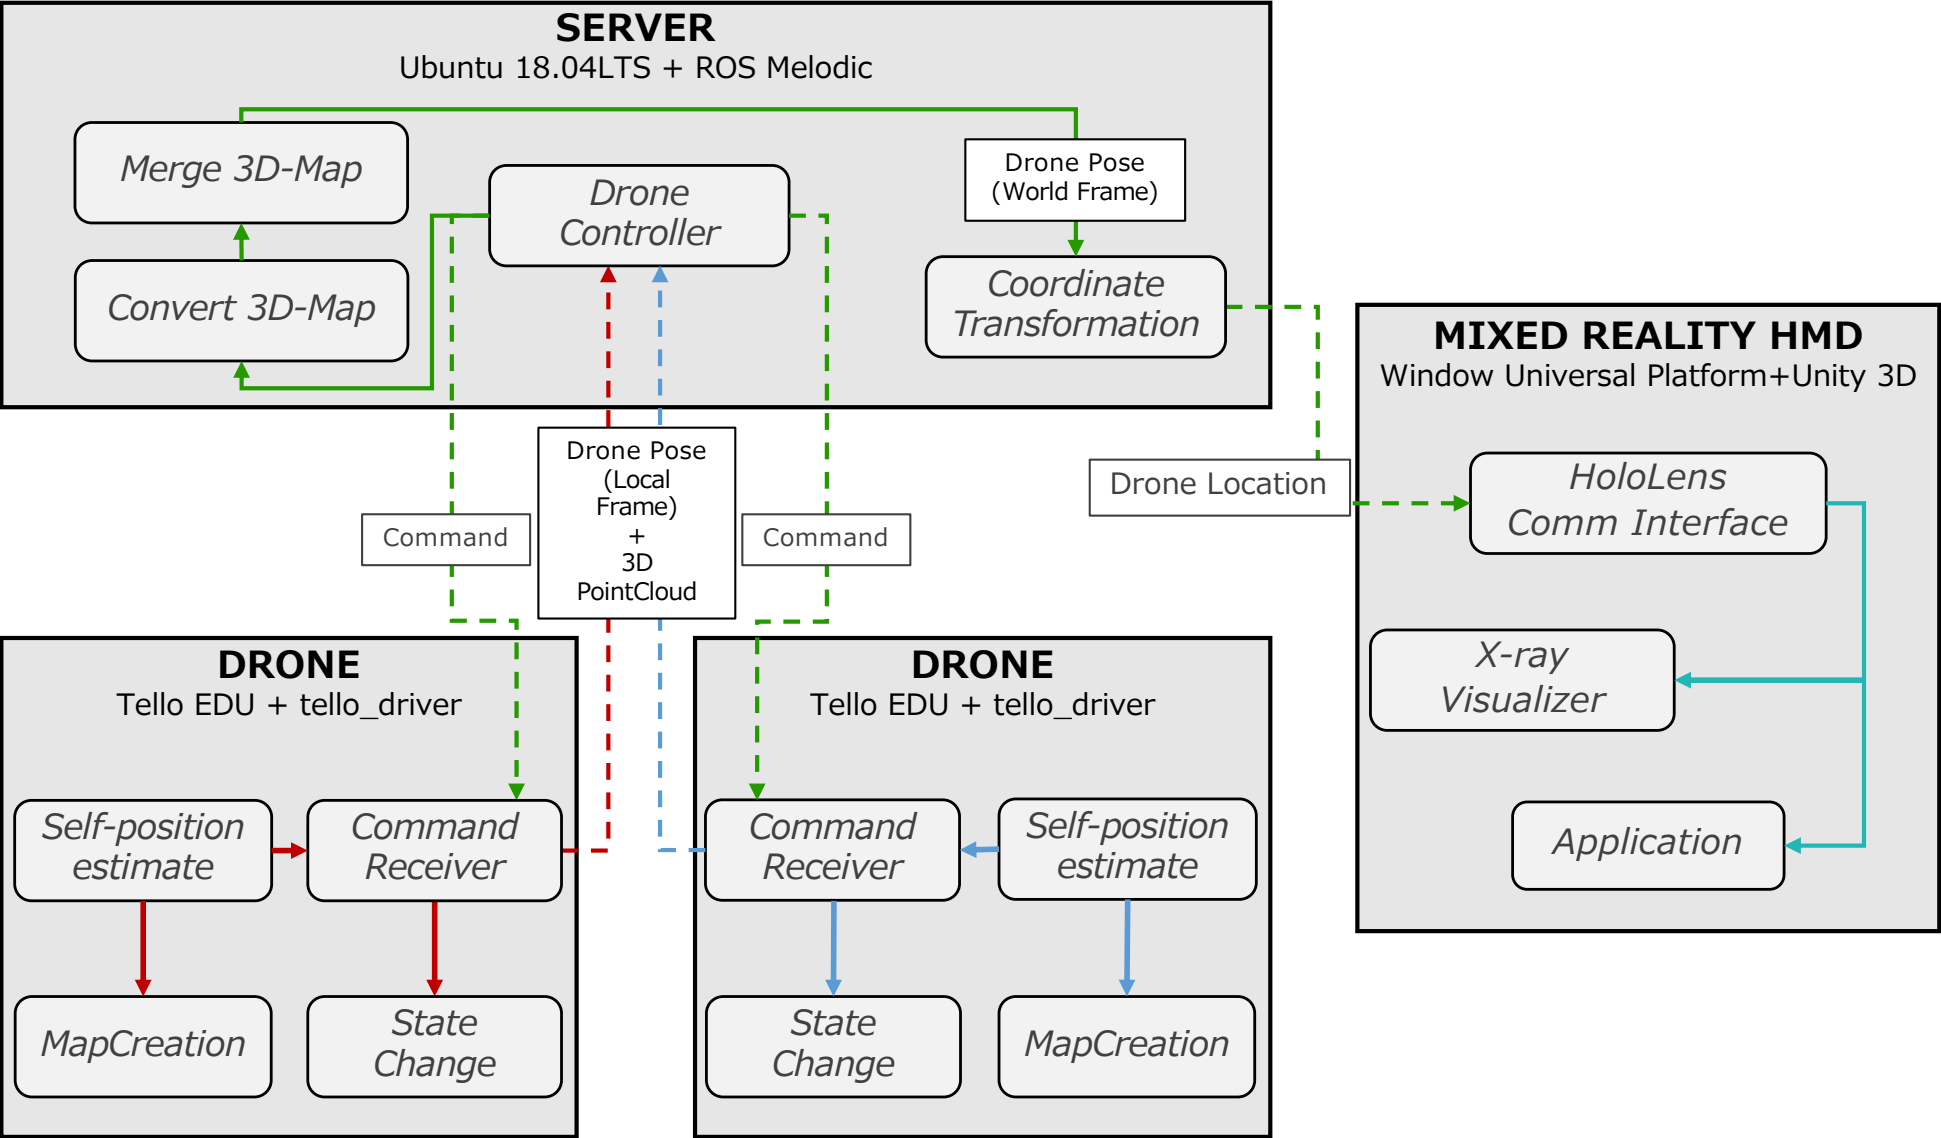 SERVER
Ubuntu 18.04LTS + ROS Melodic
Merge 3D-Map
Convert 3D-Map
Drone
Controller
Drone Pose
(World Frame)
Coordinate
Transformation
MIXED REALITY HMD
Window Universal Platform+Unity 3D
HoloLens
Comm Interface
X-ray
Visualizer
Application
Drone Location
Command
Drone Pose
(Local
Frame)
+
3D
PointCloud
Command
DRONE
Tello EDU + tello_driver
Self-position
estimate
Command
Receiver
MapCreation
State
Change
DRONE
Tello EDU + tello_driver
Command
Receiver
Self-position
estimate
State
Change
MapCreation